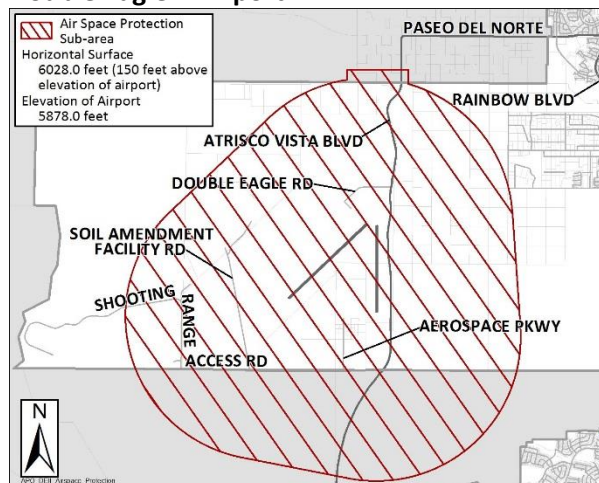 Air Space Protection
Sub-area
Horizontal Surface
6028.0 feet (150 feet above
elevation of airport)
Elevation of Airport
5878.0 feet
PASEO DEL NORTE
RAINBOW BLVD
ATRISCO VISTA BLVD
DOUBLE EAGLE RD
SOIL AMENDMENT
FACILITY RD
SHOOTING
RANGE
ACCESS RD
AEROSPACE PKWY
N